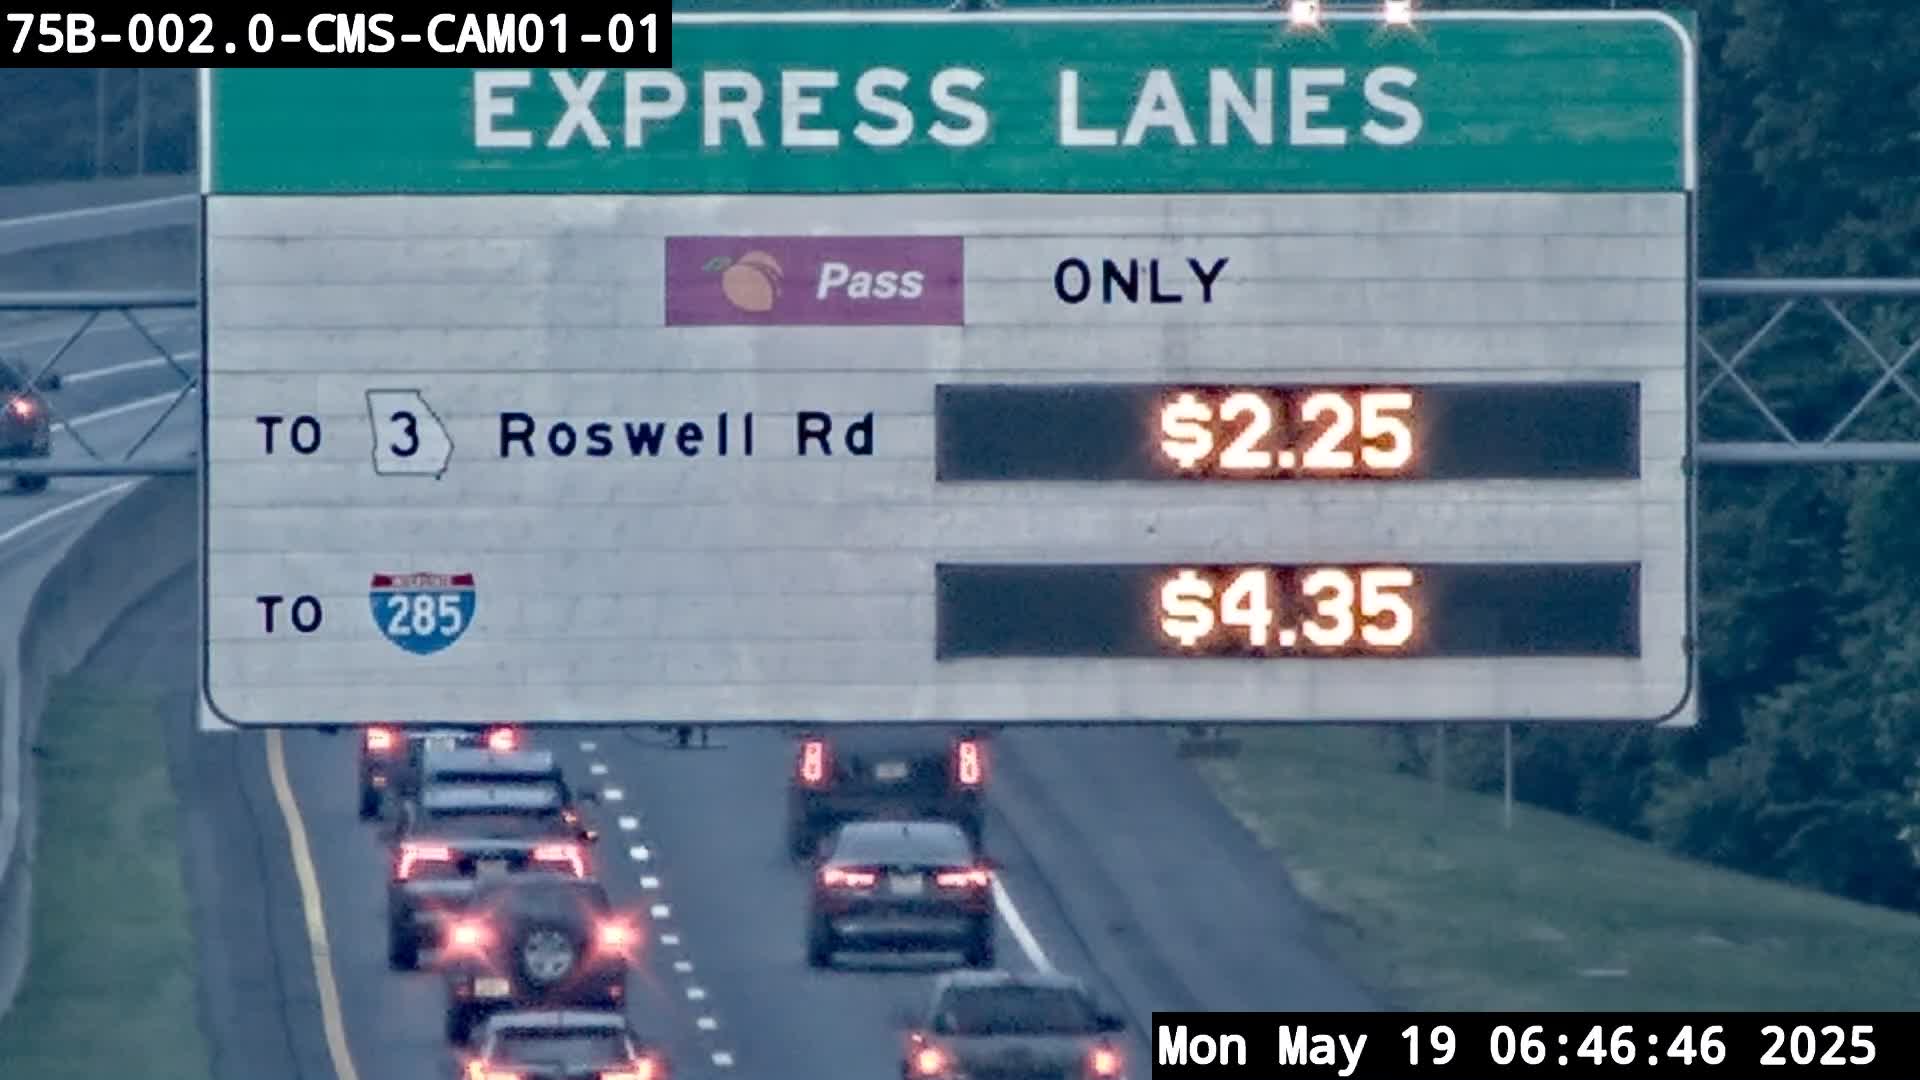 75B-002.0-CMS-CAM01-01
EXPRESS LANES
Pass ONLY
TO 3 Roswell Rd $2.25
TO 285 $4.35
Mon May 19 06:46:46 2025